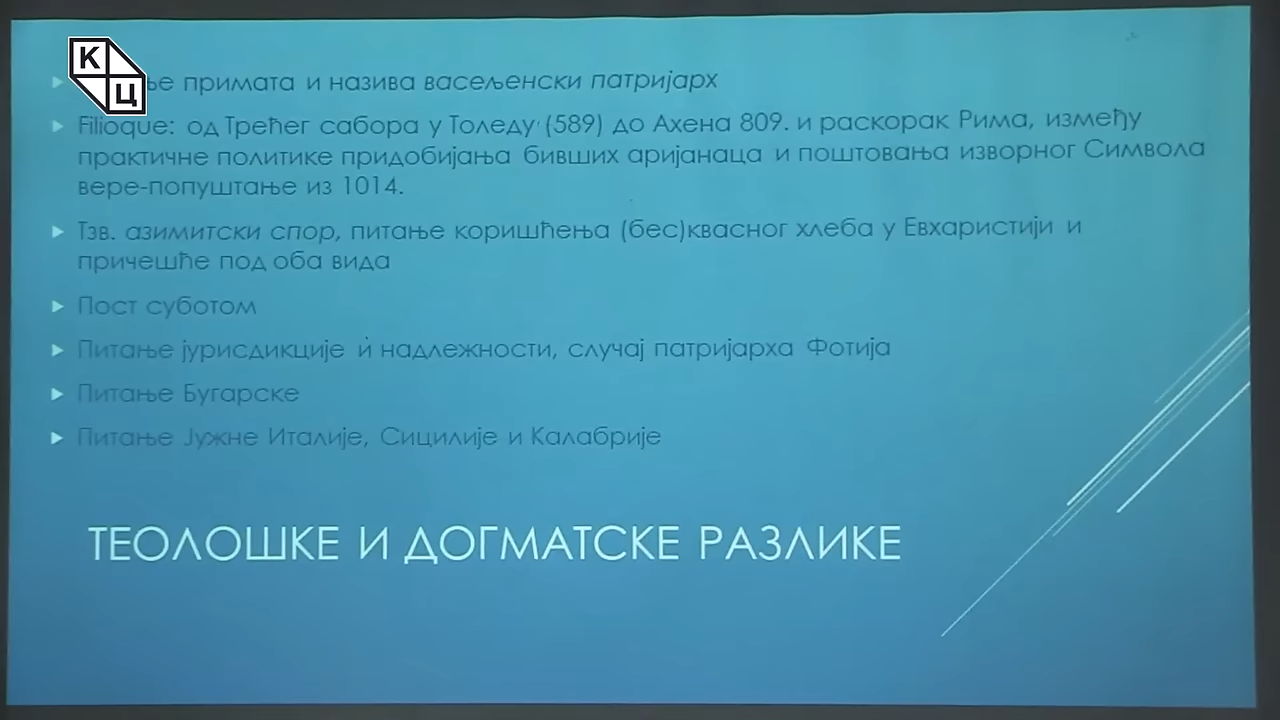 КЦ
примата и назива васељенски патријарх
Filioque: од Трећег сабора у Толеду (589) до Ахена 809. и раскорак Рима, између
практичне политике придобијања бивших аријанаца и поштовања изворног Символа
вере-попуштање из 1014.
Тзв. азимитски спор, питање коришћења (бес)квасног хлеба у Евхаристији и
причешће под оба вида
Пост суботом
Питање јурисдикције и надлежности, случај патријарха Фотија
Питање Бугарске
Питање Јужне Италије, Сицилије и Калабрије
ТЕОЛОШКЕ И ДОГМАТСКЕ РАЗЛИКЕ